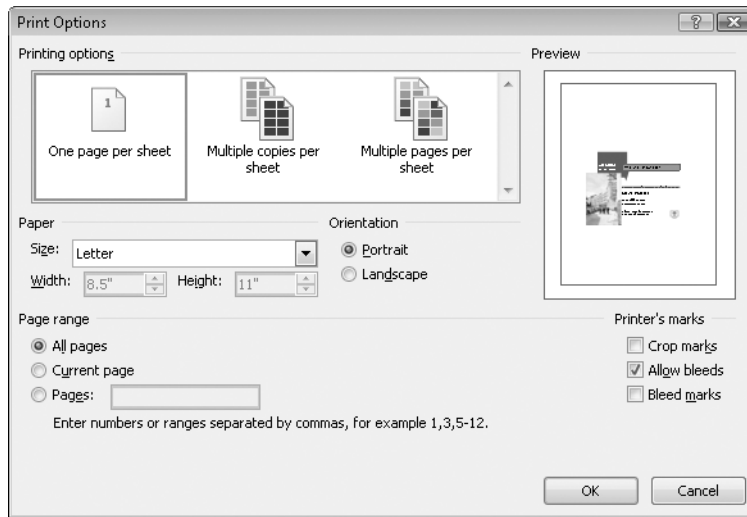 Print Options
Printing options
Preview
1
One page per sheet
Multiple copies per
sheet
Multiple pages per
sheet
Paper
Orientation
Size: Letter
Portrait
Width: 8.5" Height: 11"
Landscape
Page range
Printer's marks
All pages
Crop marks
Current page
Allow bleeds
Pages:
Bleed marks
Enter numbers or ranges separated by commas, for example 1,3,5-12.
OK Cancel